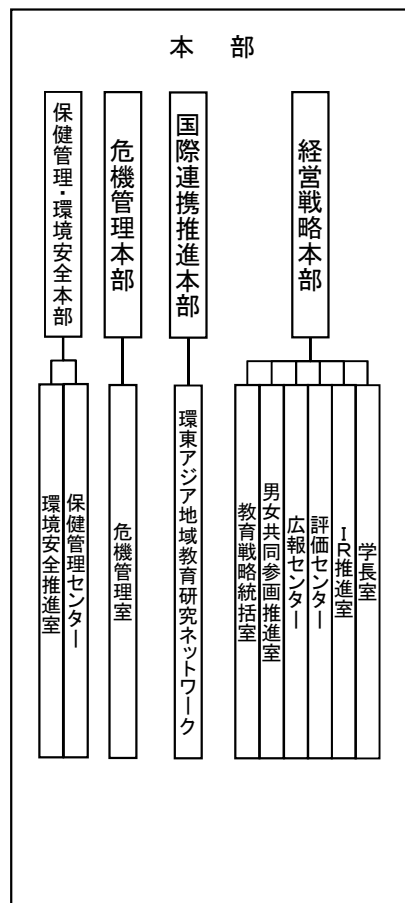 本部
経営戦略本部
学長室
IR推進室
評価センター
広報センター
男女共同参画推進室
教育戦略統括室
国際連携推進本部
環東アジア地域教育研究ネットワーク
危機管理本部
危機管理室
保健管理・環境安全本部
保健管理センター
環境安全推進室